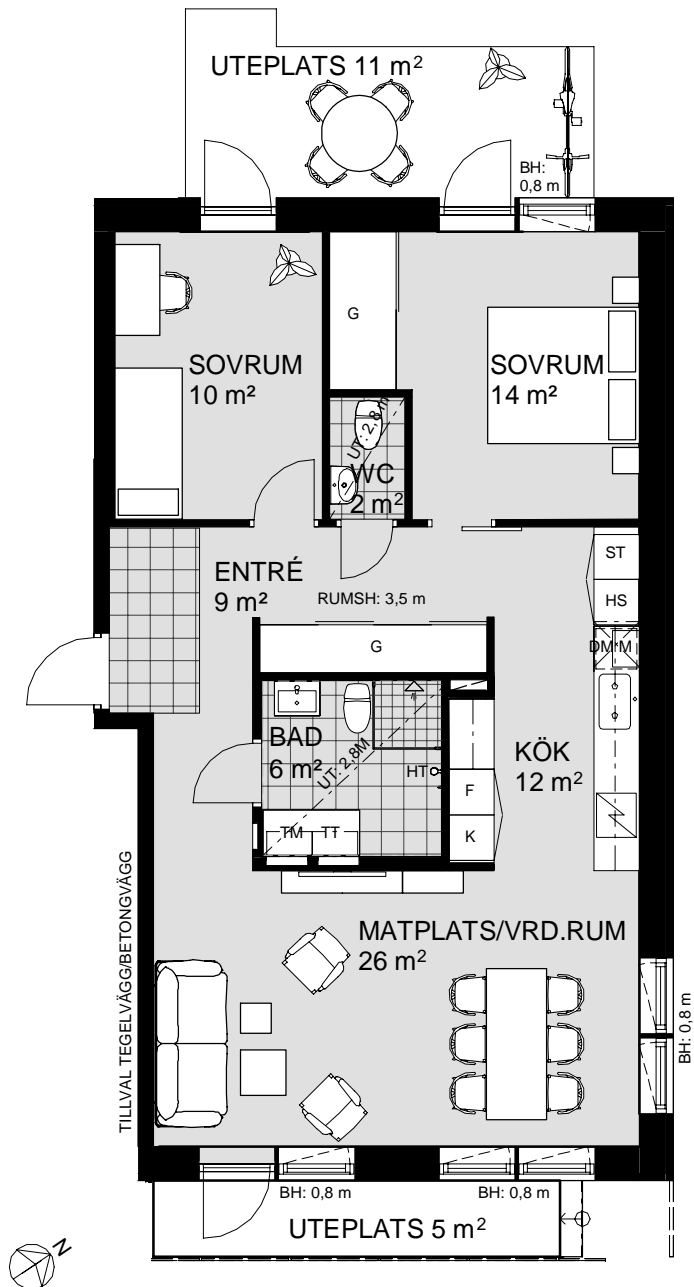 UTEPLATS 11 m²
BH:
0,8 m
G
SOVRUM
10 m²
SOVRUM
14 m²
UT: 2,8 m
WC
2 m²
ENTRÉ
9 m²
RUMSH: 3,5 m
ST
HS
G
DM M
BAD
6 m²
UT: 2,8M
HT
KÖK
12 m²
F
K
TM
TT
TILLVAL TEGELVÄGG/BETONGVÄGG
MATPLATS/VRD.RUM
26 m²
BH: 0,8 m
BH: 0,8 m
BH: 0,8 m
UTEPLATS 5 m²
N